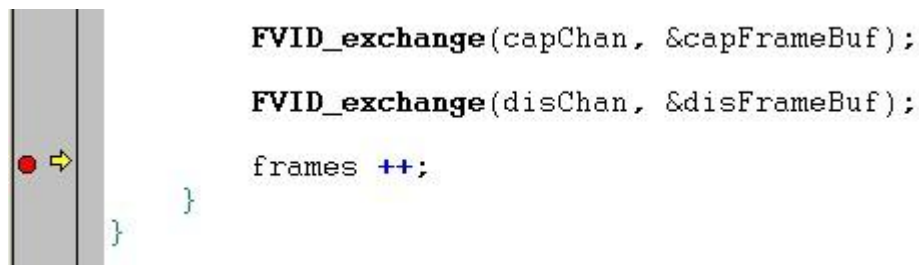 FVID_exchange(capChan, &capFrameBuf);
FVID_exchange(disChan, &disFrameBuf);
frames ++;
}
}